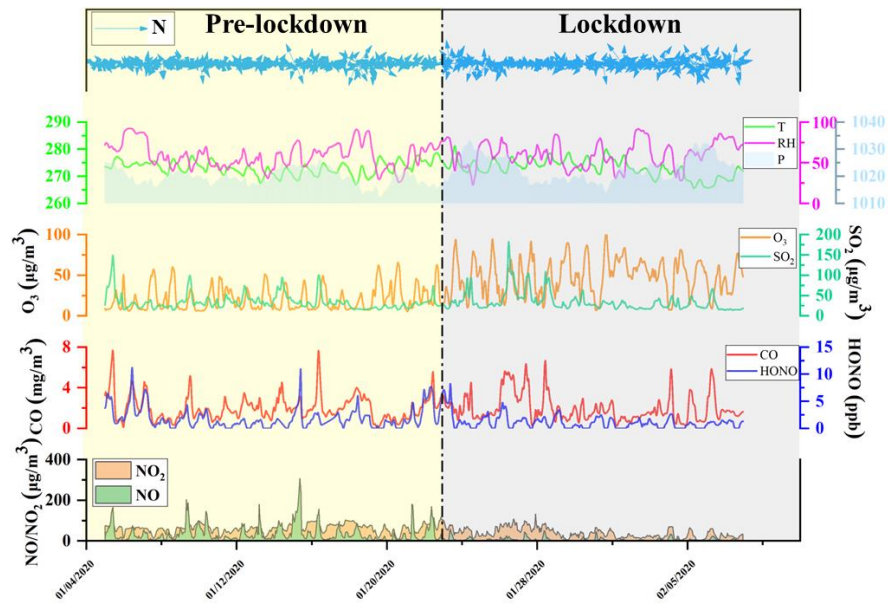 Pre-lockdown Lockdown
N
290 100 1040
280 1030
50
270 1020
260 0 1010
T
RH
P
100 200
150
50 100
50
0 0
O₃ (μg/m³) SO₂ (μg/m³)
O₃
SO₂
8 15
10
4
5
0 0
CO (mg/m³) HONO (ppb)
CO
HONO
400
200
0
NO/NO₂ (μg/m³)
NO₂
NO
01/04/2020 01/12/2020 01/20/2020 01/28/2020 02/05/2020